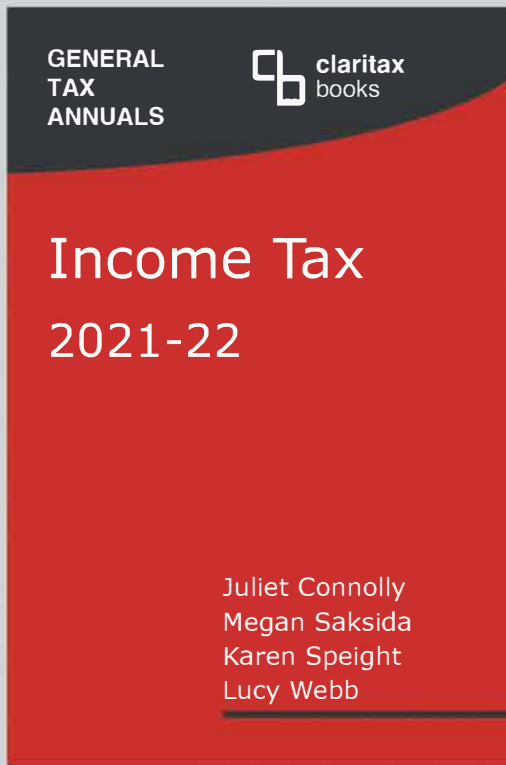 GENERAL
TAX
ANNUALS
claritax
books
Income Tax
2021-22
Juliet Connolly
Megan Saksida
Karen Speight
Lucy Webb